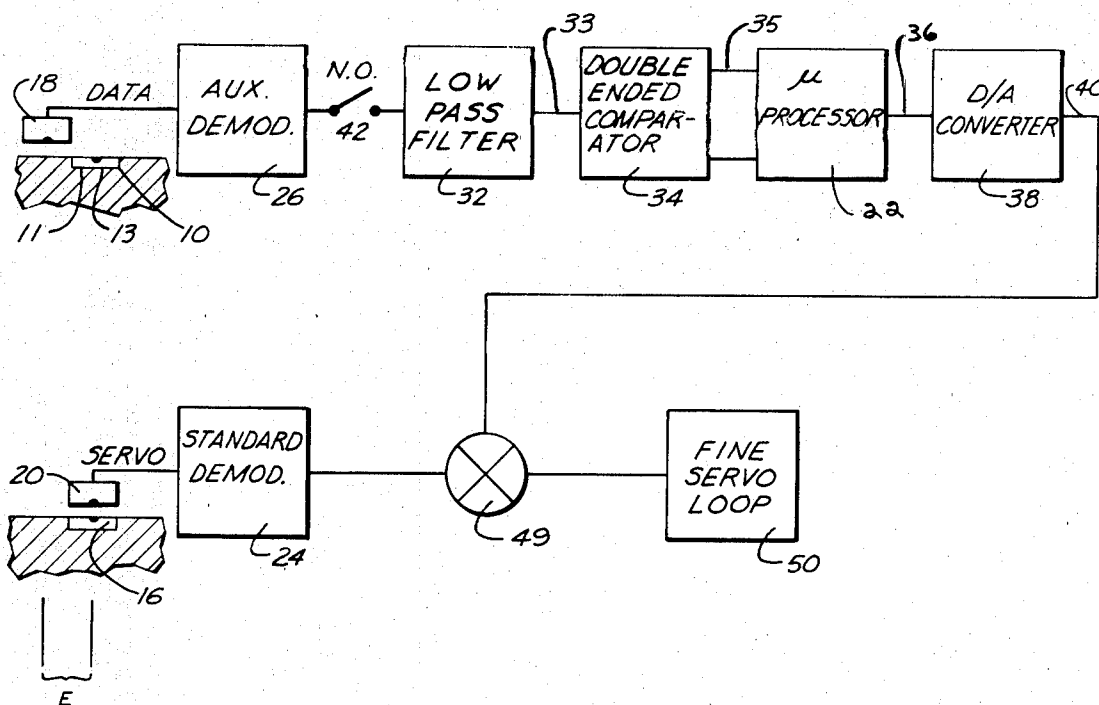 18
DATA
AUX.
DEMOD.
26
N.O.
42
LOW
PASS
FILTER
32
33
DOUBLE
ENDED
COMPAR-
ATOR
34
35
μ
PROCESSOR
22
36
D/A
CONVERTER
38
40
11
13
10
20
SERVO
STANDARD
DEMOD.
24
49
FINE
SERVO
LOOP
50
16
E